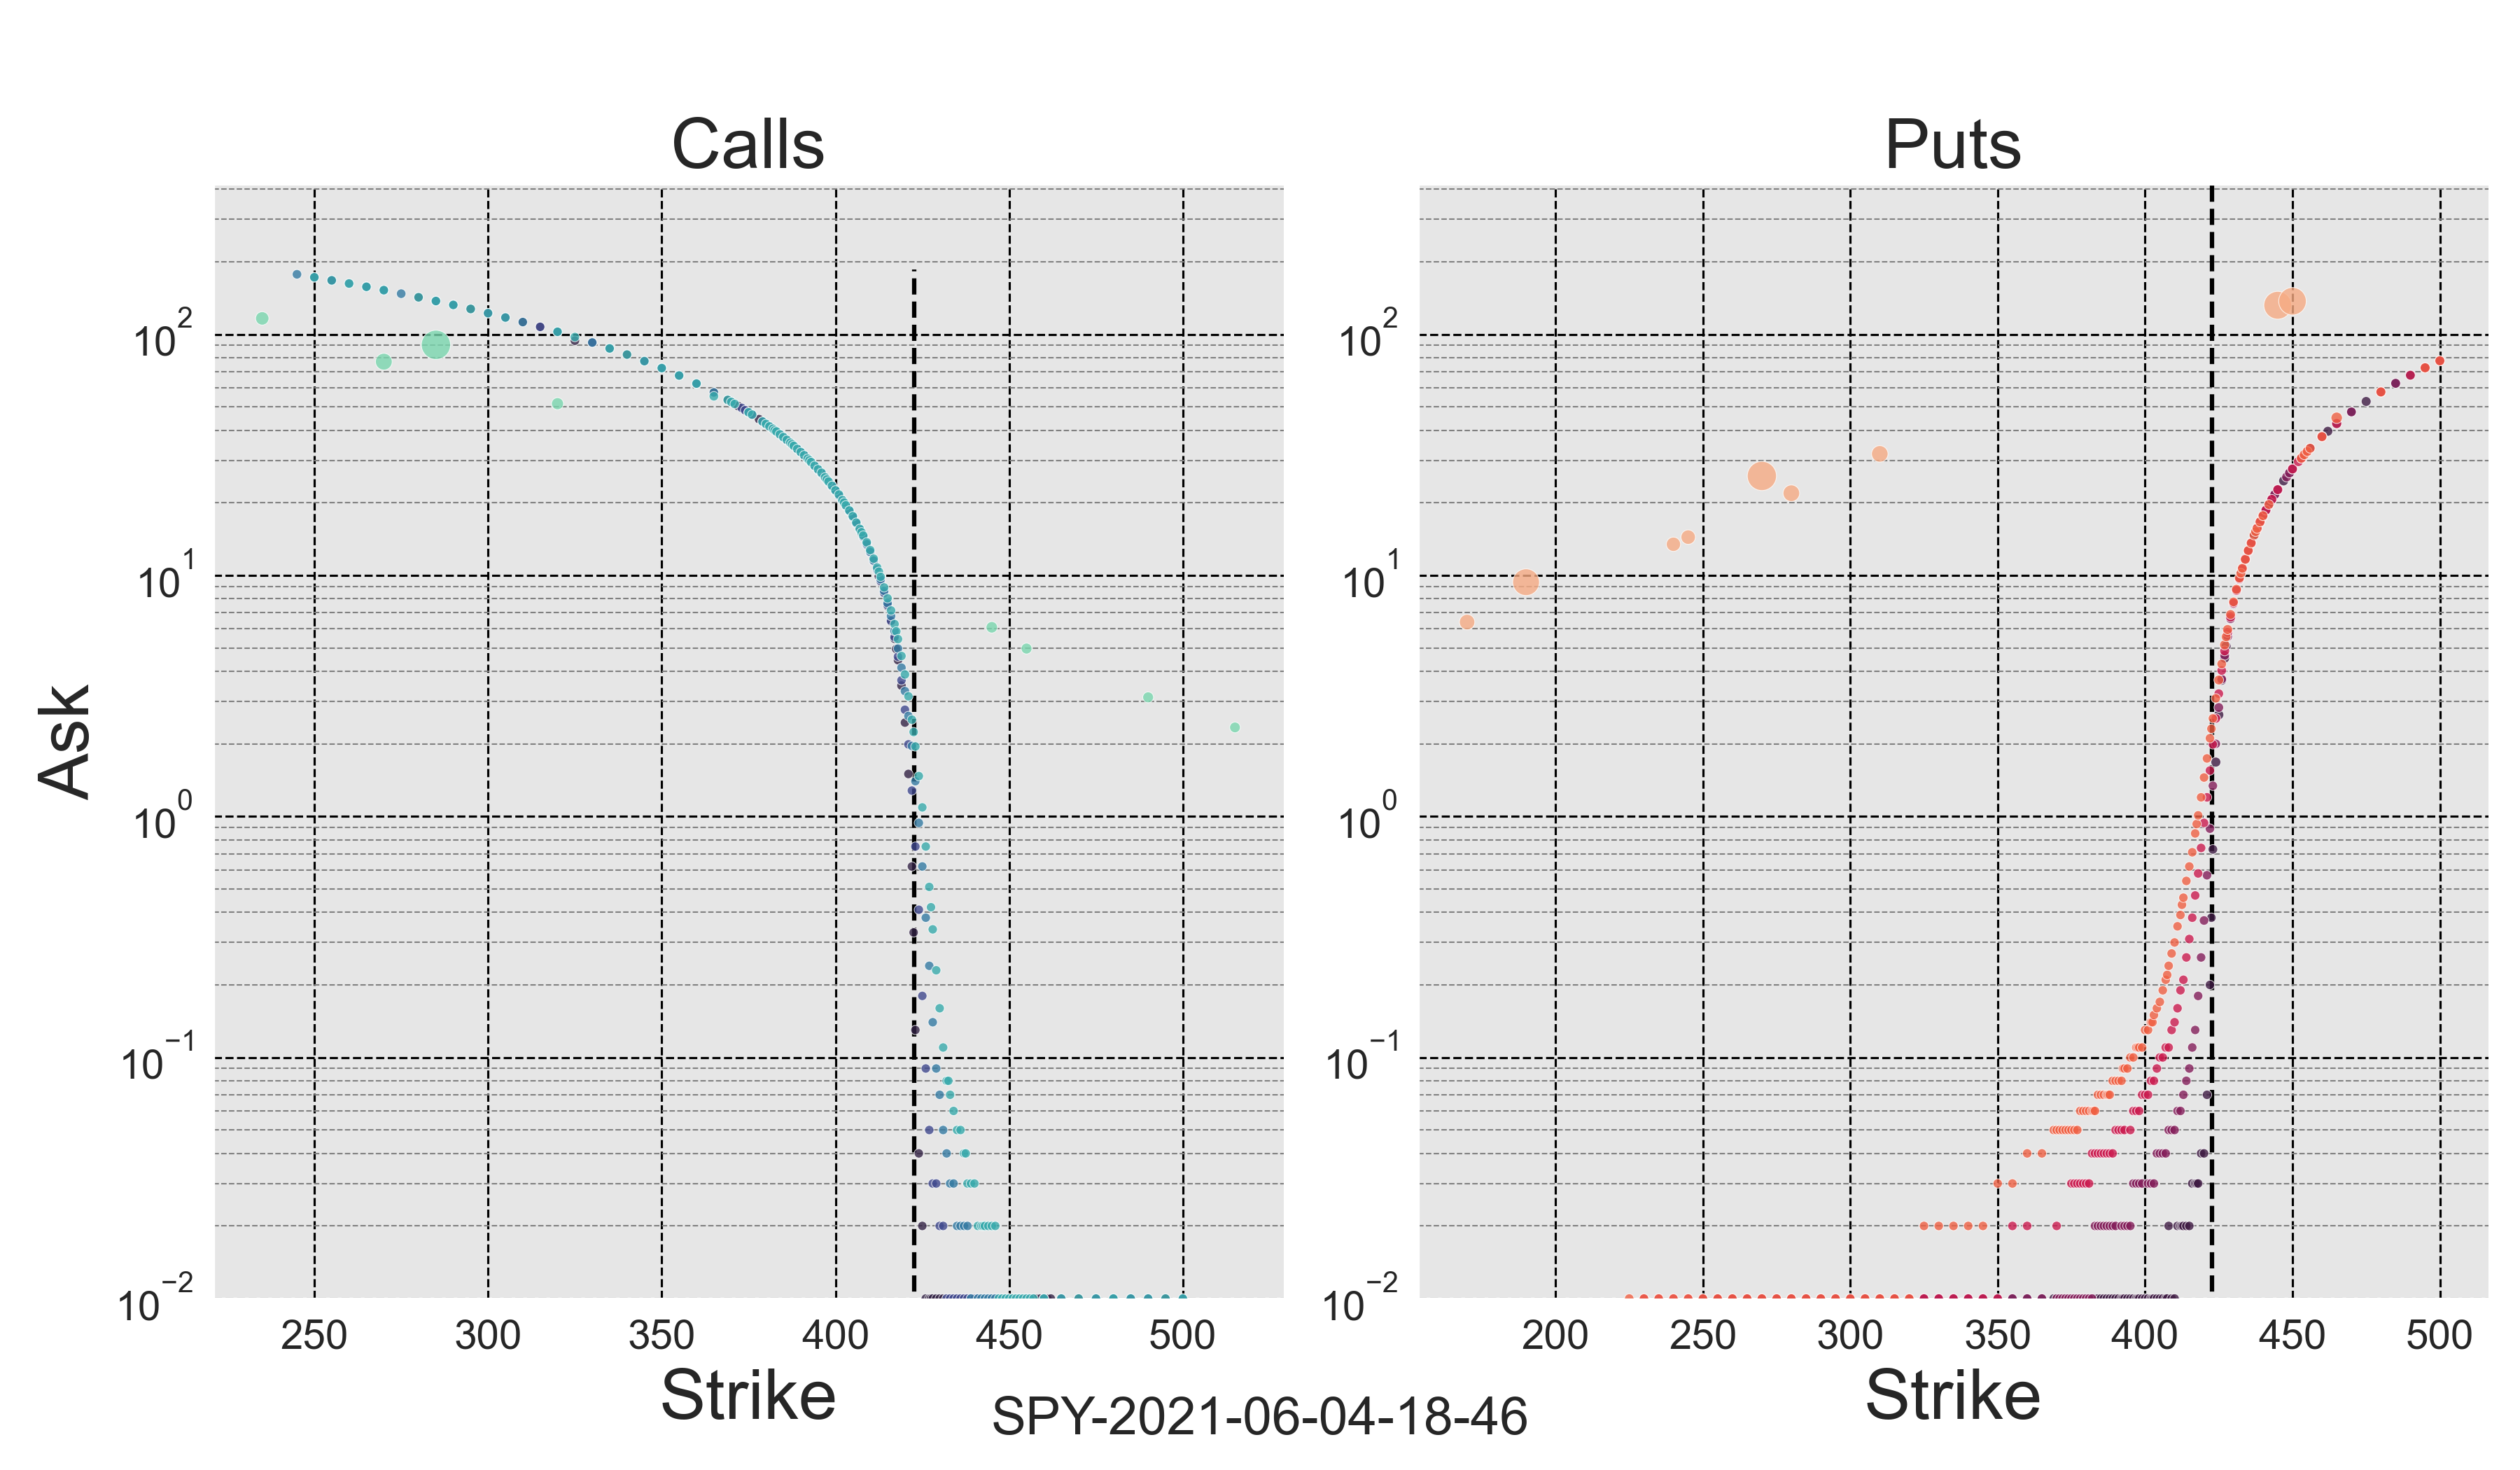 Calls Puts
Ask
10^2 10^2
10^1 10^1
10^0 10^0
10^−1 10^−1
10^−2 10^−2
250 300 350 400 450 500 200 250 300 350 400 450 500
Strike Strike
SPY-2021-06-04-18-46